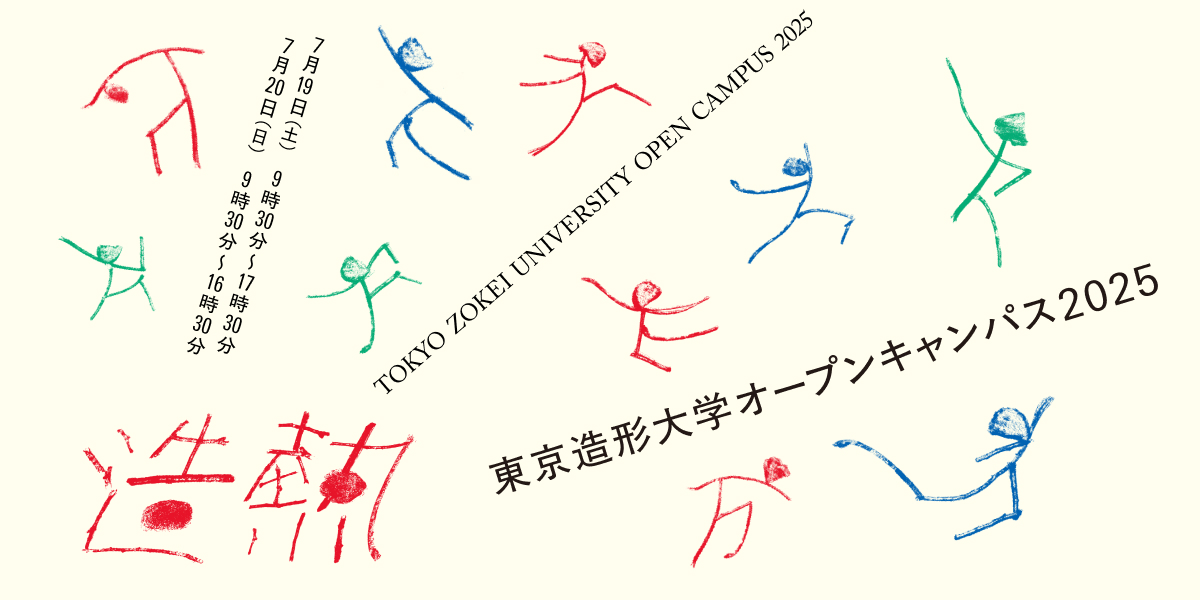 7月19日（土） 9時30分〜17時30分
7月20日（日） 9時30分〜16時30分
TOKYO ZOKEI UNIVERSITY OPEN CAMPUS 2025
東京造形大学オープンキャンパス2025
造熱